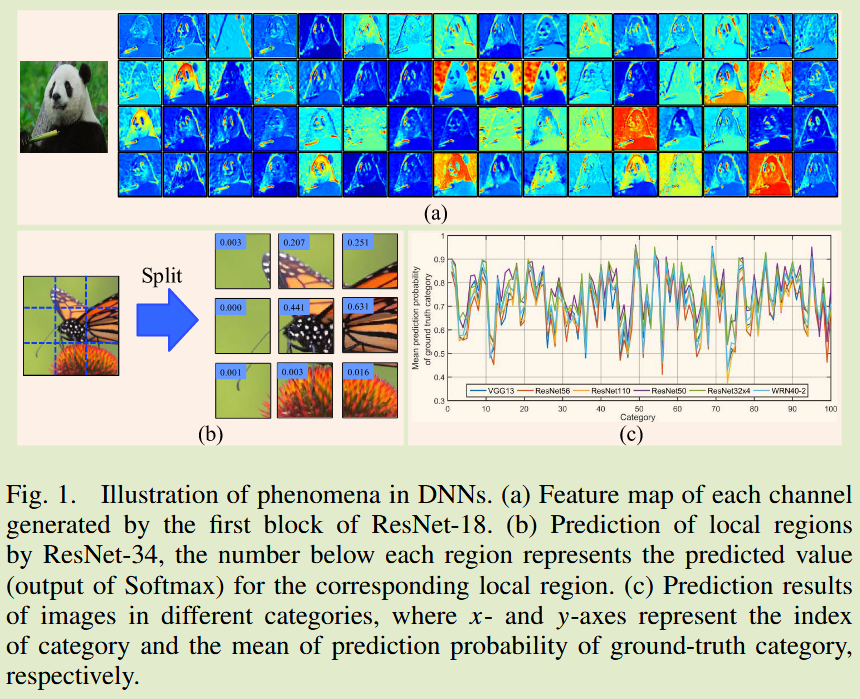 (a)
Split
0.003 0.207 0.251
0.000 0.441 0.631
0.001 0.003 0.016
(b)
Mean prediction probability
of ground truth category
1
0.9
0.8
0.7
0.6
0.5
0.4
0.3
VGG13 ResNet56 ResNet110 ResNet50 ResNet32x4 WRN40-2
0 10 20 30 40 50 60 70 80 90 100
Category
(c)
Fig. 1. Illustration of phenomena in DNNs. (a) Feature map of each channel
generated by the first block of ResNet-18. (b) Prediction of local regions
by ResNet-34, the number below each region represents the predicted value
(output of Softmax) for the corresponding local region. (c) Prediction results
of images in different categories, where x- and y-axes represent the index
of category and the mean of prediction probability of ground-truth category,
respectively.